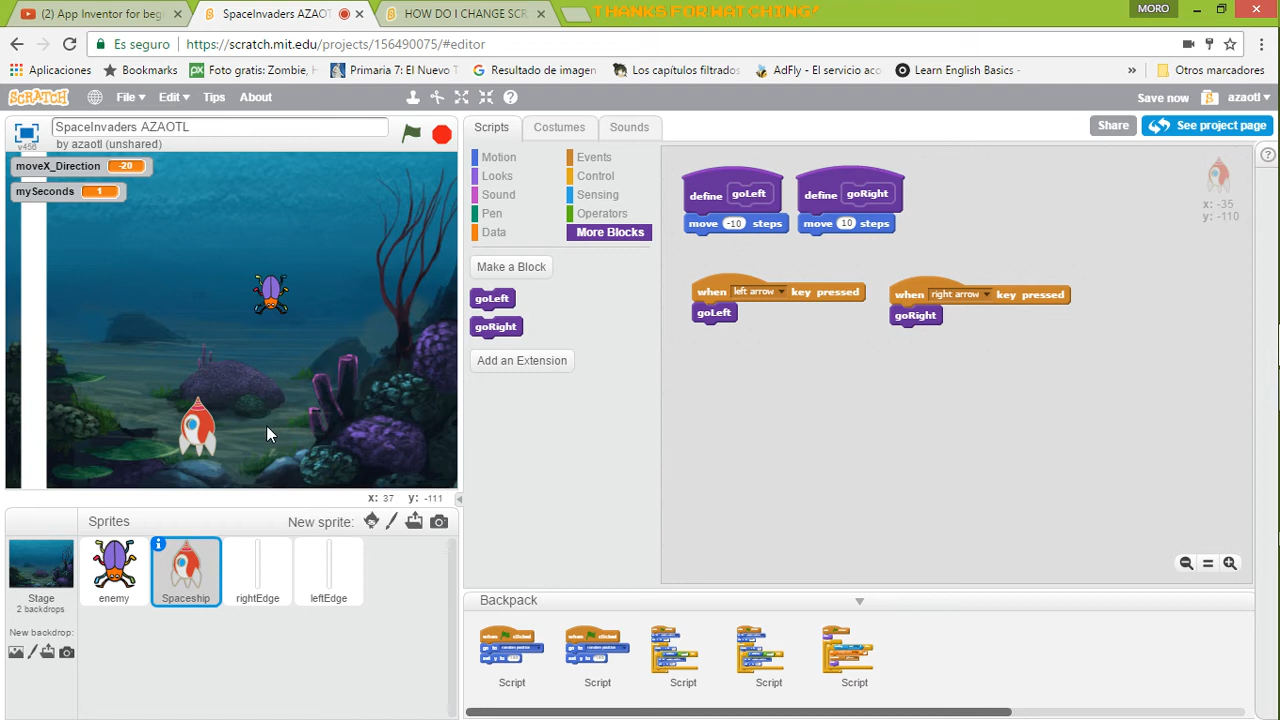 (2) App Inventor for beg
SpaceInvaders AZAOT
HOW DO I CHANGE SCR
THANKS FOR WATCHING!
MORO
Es seguro
https://scratch.mit.edu/projects/156490075/#editor
Aplicaciones
Bookmarks
Foto gratis: Zombie,
Primaria 7: El Nuevo T
Resultado de imagen
Los capítulos filtrados
AdFly - El servicio aco
Learn English Basics -
»
Otros marcadores
SCRATCH
File
Edit
Tips
About
Save now
azaotl
SpaceInvaders AZAOTL
by azaotl (unshared)
v456
Scripts
Costumes
Sounds
Share
See project page
moveX_Direction -20
mySeconds 1
Motion
Events
Looks
Control
Sound
Sensing
Pen
Operators
Data
More Blocks
Make a Block
goLeft
goRight
Add an Extension
define goLeft
move -10 steps
define goRight
move 10 steps
when left arrow key pressed
goLeft
when right arrow key pressed
goRight
x: -35
y: -110
x: 37 y: -111
Sprites
New sprite:
Stage
2 backdrops
New backdrop:
enemy
Spaceship
rightEdge
leftEdge
Backpack
Script
Script
Script
Script
Script